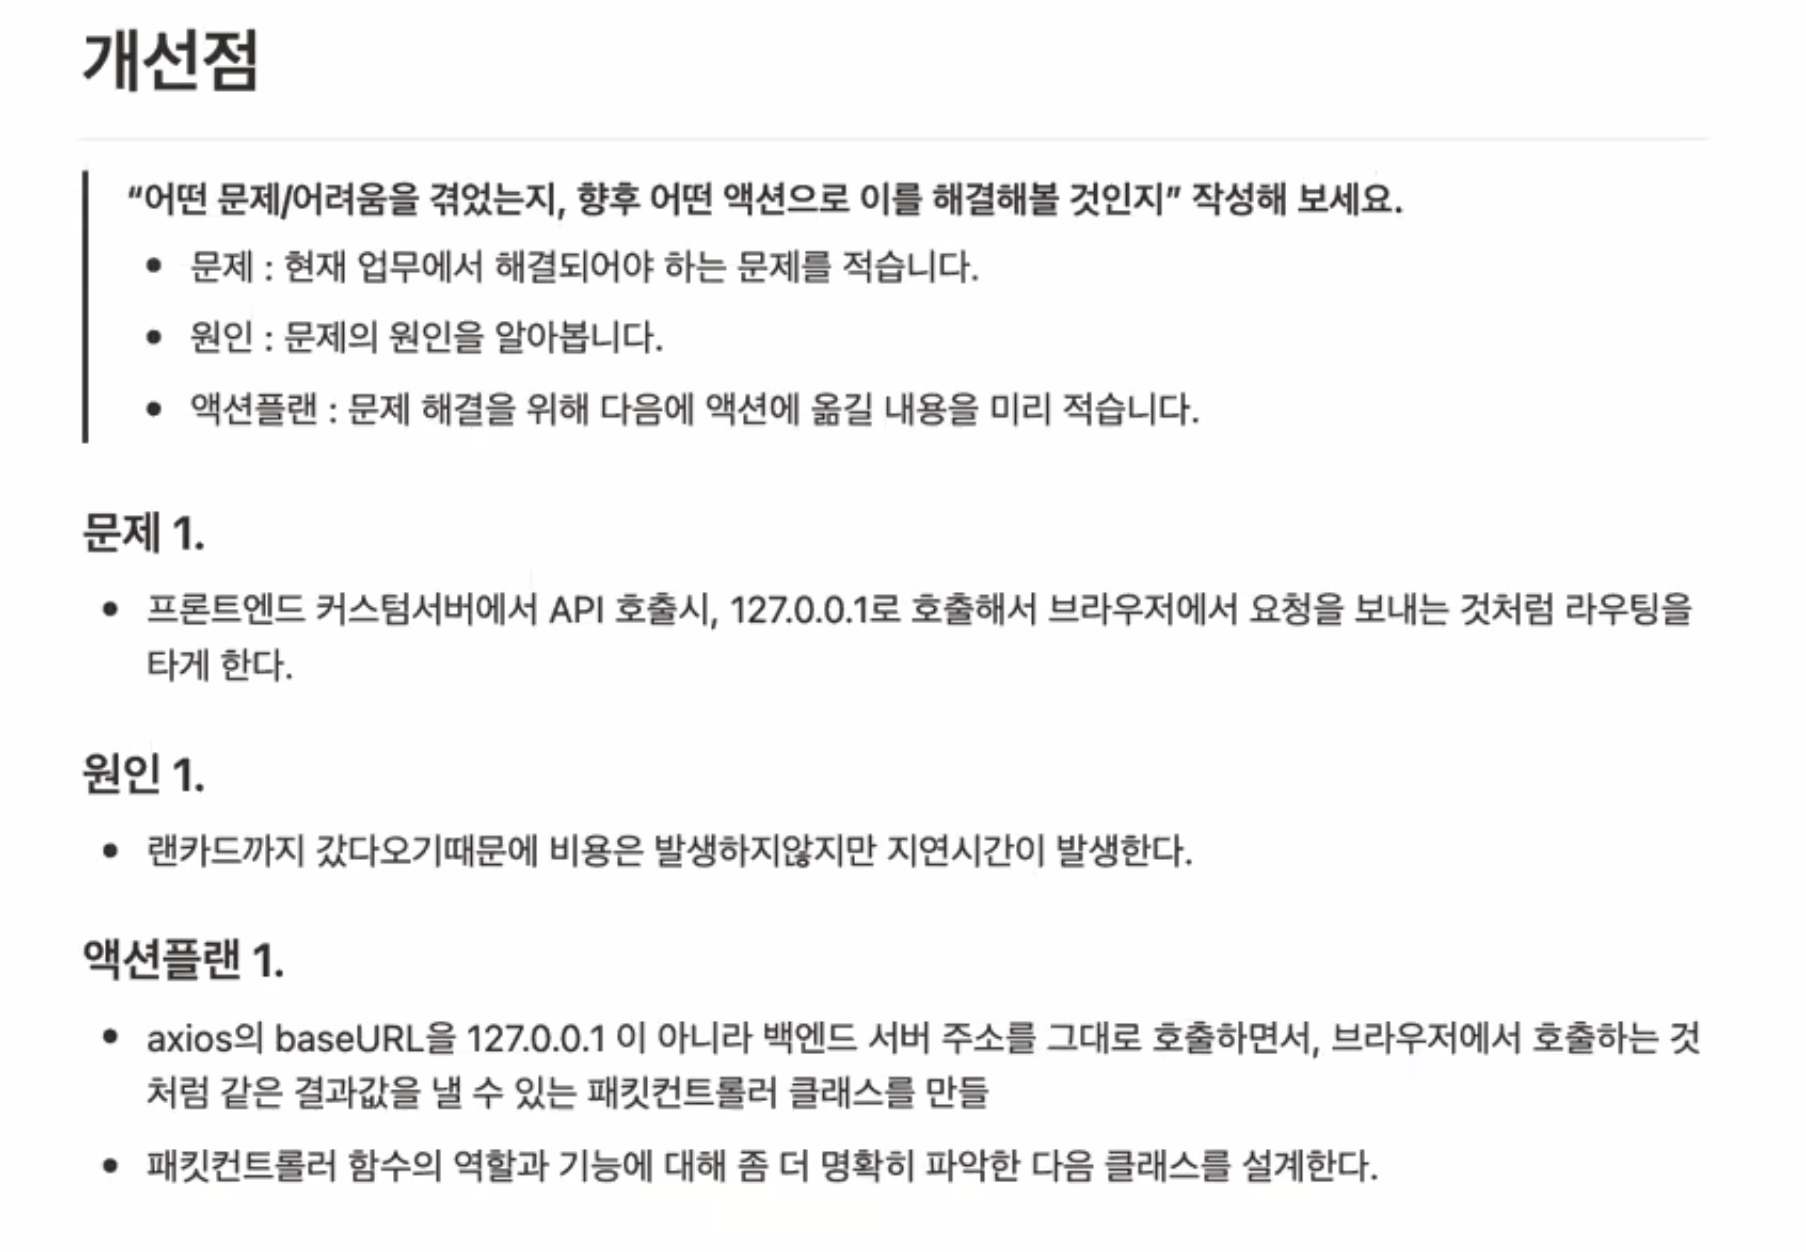 개선점
“어떤 문제/어려움을 겪었는지, 향후 어떤 액션으로 이를 해결해볼 것인지” 작성해 보세요.
• 문제 : 현재 업무에서 해결되어야 하는 문제를 적습니다.
• 원인 : 문제의 원인을 알아봅니다.
• 액션플랜 : 문제 해결을 위해 다음에 액션에 옮길 내용을 미리 적습니다.
문제 1.
• 프론트엔드 커스텀서버에서 API 호출시, 127.0.0.1로 호출해서 브라우저에서 요청을 보내는 것처럼 라우팅을
타게 한다.
원인 1.
• 랜카드까지 갔다오기때문에 비용은 발생하지않지만 지연시간이 발생한다.
액션플랜 1.
• axios의 baseURL을 127.0.0.1 이 아니라 백엔드 서버 주소를 그대로 호출하면서, 브라우저에서 호출하는 것
처럼 같은 결과값을 낼 수 있는 패킷컨트롤러 클래스를 만들
• 패킷컨트롤러 함수의 역할과 기능에 대해 좀 더 명확히 파악한 다음 클래스를 설계한다.